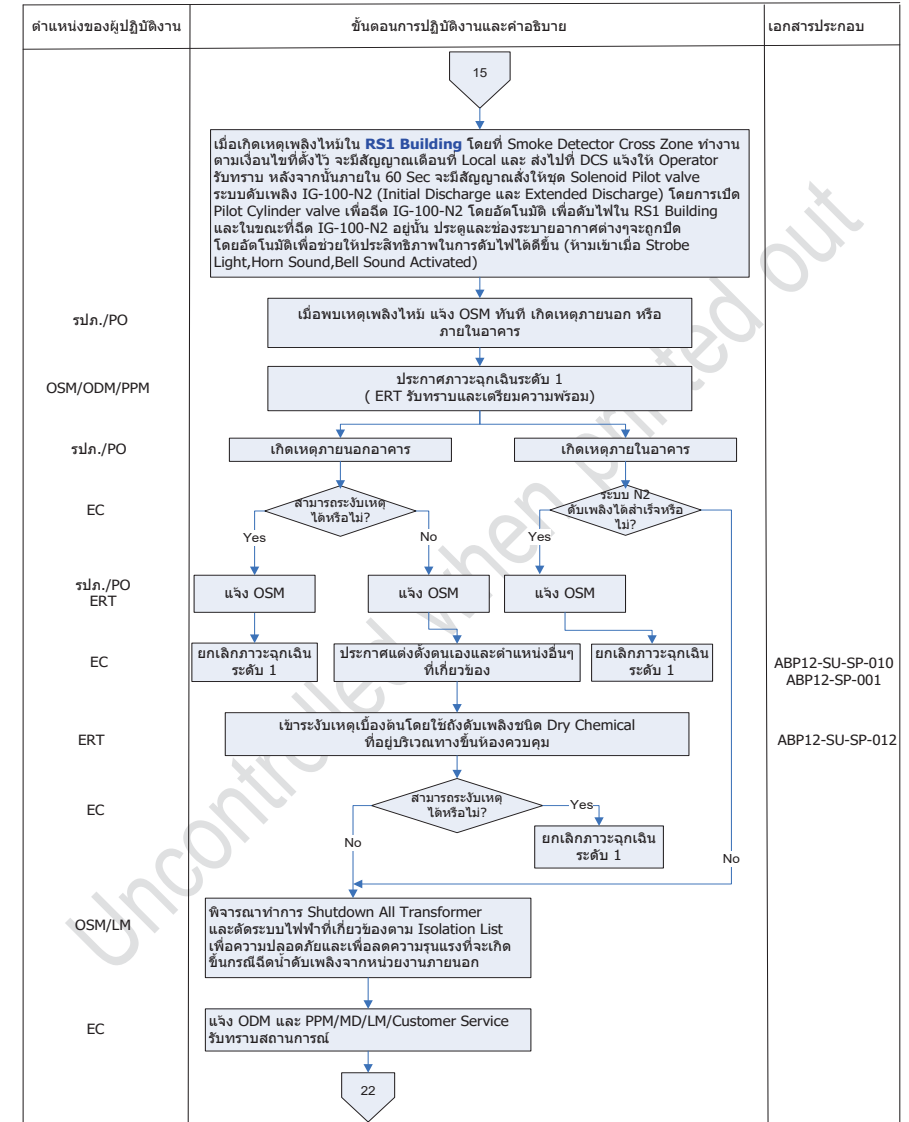 ตำแหน่งของผู้ปฏิบัติงาน
ขั้นตอนการปฏิบัติงานและคำอธิบาย
เอกสารประกอบ
15
เมื่อเกิดเหตุเพลิงไหม้ใน RS1 Building โดยที่ Smoke Detector Cross Zone ทำงาน
ตามเงื่อนไขที่ตั้งไว้ จะมีสัญญาณเตือนที่ Local และ ส่งไปที่ DCS แจ้งให้ Operator
รับทราบ หลังจากนั้นภายใน 60 Sec จะมีสัญญาณสั่งให้ชุด Solenoid Pilot valve
ระบบดับเพลิง IG-100-N2 (Initial Discharge และ Extended Discharge) โดยการเปิด
Pilot Cylinder valve เพื่อฉีด IG-100-N2 โดยอัตโนมัติ เพื่อดับไฟใน RS1 Building
และในขณะที่ฉีด IG-100-N2 อยู่นั้น ประตูและช่องระบายอากาศต่างๆจะถูกปิด
โดยอัตโนมัติเพื่อช่วยให้ประสิทธิภาพในการดับไฟได้ดีขึ้น (ห้ามเข้าเมื่อ Strobe
Light,Horn Sound,Bell Sound Activated)
รปภ./PO
เมื่อพบเหตุเพลิงไหม้ แจ้ง OSM ทันที เกิดเหตุภายนอก หรือ
ภายในอาคาร
OSM/ODM/PPM
ประกาศภาวะฉุกเฉินระดับ 1
( ERT รับทราบและเตรียมความพร้อม)
รปภ./PO
เกิดเหตุภายนอกอาคาร
เกิดเหตุภายในอาคาร
EC
สามารถระงับเหตุ
ได้หรือไม่?
ระบบ N2
ดับเพลิงได้สำเร็จหรือ
ไม่?
Yes
No
Yes
รปภ./PO
ERT
แจ้ง OSM
แจ้ง OSM
แจ้ง OSM
EC
ยกเลิกภาวะฉุกเฉิน
ระดับ 1
ประกาศแต่งตั้งตนเองและตำแหน่งอื่นๆ
ที่เกี่ยวข้อง
ยกเลิกภาวะฉุกเฉิน
ระดับ 1
ABP12-SU-SP-010
ABP12-SP-001
ERT
เข้าระงับเหตุเบื้องต้นโดยใช้ถังดับเพลิงชนิด Dry Chemical
ที่อยู่บริเวณทางขึ้นห้องควบคุม
ABP12-SU-SP-012
EC
สามารถระงับเหตุ
ได้หรือไม่?
Yes
ยกเลิกภาวะฉุกเฉิน
ระดับ 1
No
No
OSM/LM
พิจารณาทำการ Shutdown All Transformer
และตัดระบบไฟฟ้าที่เกี่ยวข้องตาม Isolation List
เพื่อความปลอดภัยและเพื่อลดความรุนแรงที่จะเกิด
ขึ้นกรณีฉีดน้ำดับเพลิงจากหน่วยงานภายนอก
EC
แจ้ง ODM และ PPM/MD/LM/Customer Service
รับทราบสถานการณ์
22
Uncontrolled when printed out